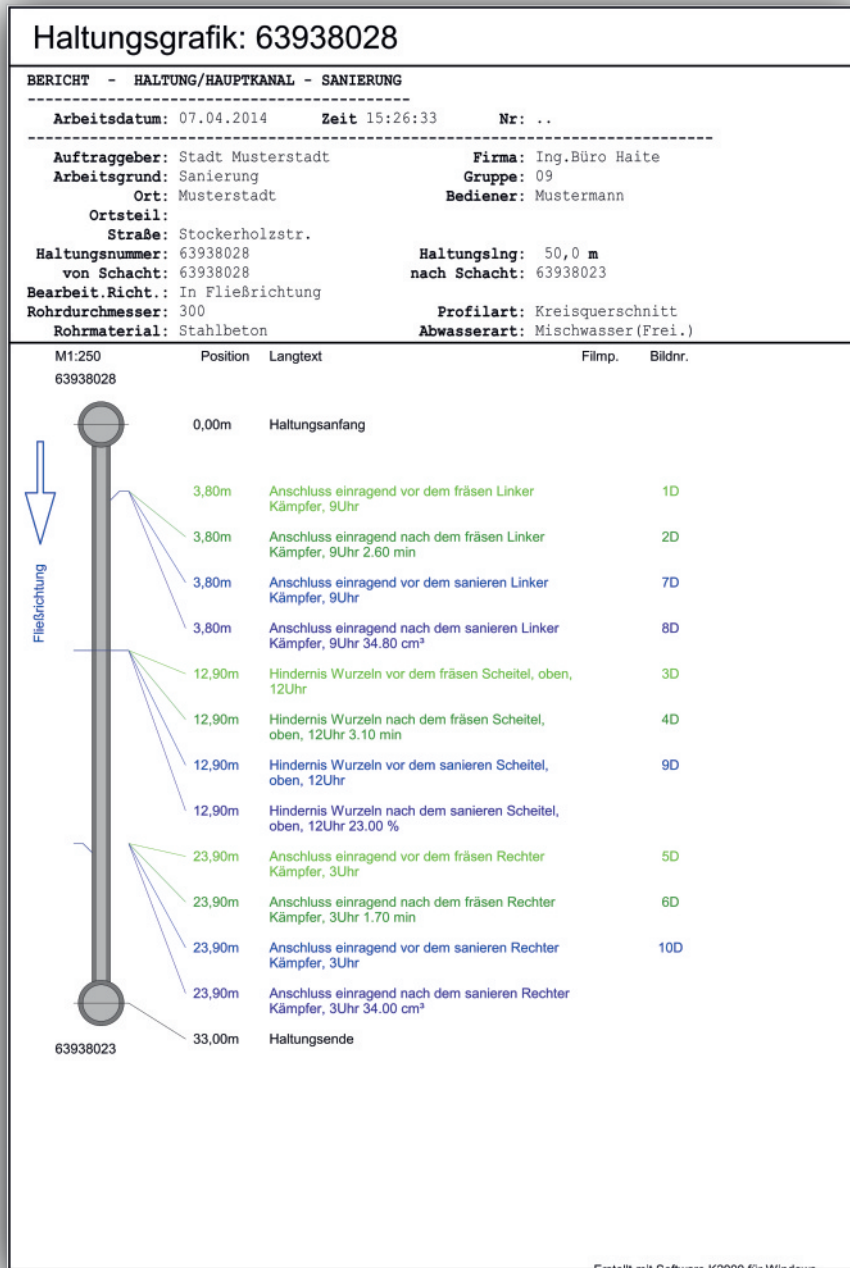 Haltungsgrafik: 63938028
BERICHT - HALTUNG/HAUPTKANAL - SANIERUNG
Arbeitsdatum: 07.04.2014 Zeit 15:26:33 Nr: ..
Auftraggeber: Stadt Musterstadt Firma: Ing.Büro Haite
Arbeitsgrund: Sanierung Gruppe: 09
Ort: Musterstadt Bediener: Mustermann
Ortsteil:
Straße: Stockerholzstr.
Haltungsnummer: 63938028 Haltungslng: 50,0 m
von Schacht: 63938028 nach Schacht: 63938023
Bearbeit.Richt.: In Fließrichtung
Rohrdurchmesser: 300 Profilart: Kreisquerschnitt
Rohrmaterial: Stahlbeton Abwasserart: Mischwasser(Frei.)
M1:250 Position Langtext Filmp. Bildnr.
63938028
0,00m Haltungsanfang
Fließrichtung
3,80m Anschluss einragend vor dem fräsen Linker 1D
Kämpfer, 9Uhr
3,80m Anschluss einragend nach dem fräsen Linker 2D
Kämpfer, 9Uhr 2.60 min
3,80m Anschluss einragend vor dem sanieren Linker 7D
Kämpfer, 9Uhr
3,80m Anschluss einragend nach dem sanieren Linker 8D
Kämpfer, 9Uhr 34.80 cm³
12,90m Hindernis Wurzeln vor dem fräsen Scheitel, oben, 3D
12Uhr
12,90m Hindernis Wurzeln nach dem fräsen Scheitel, 4D
oben, 12Uhr 3.10 min
12,90m Hindernis Wurzeln vor dem sanieren Scheitel, 9D
oben, 12Uhr
12,90m Hindernis Wurzeln nach dem sanieren Scheitel,
oben, 12Uhr 23.00 %
23,90m Anschluss einragend vor dem fräsen Rechter 5D
Kämpfer, 3Uhr
23,90m Anschluss einragend nach dem fräsen Rechter 6D
Kämpfer, 3Uhr 1.70 min
23,90m Anschluss einragend vor dem sanieren Rechter 10D
Kämpfer, 3Uhr
23,90m Anschluss einragend nach dem sanieren Rechter
Kämpfer, 3Uhr 34.00 cm³
33,00m Haltungsende
63938023
Erstellt mit Software für Windows